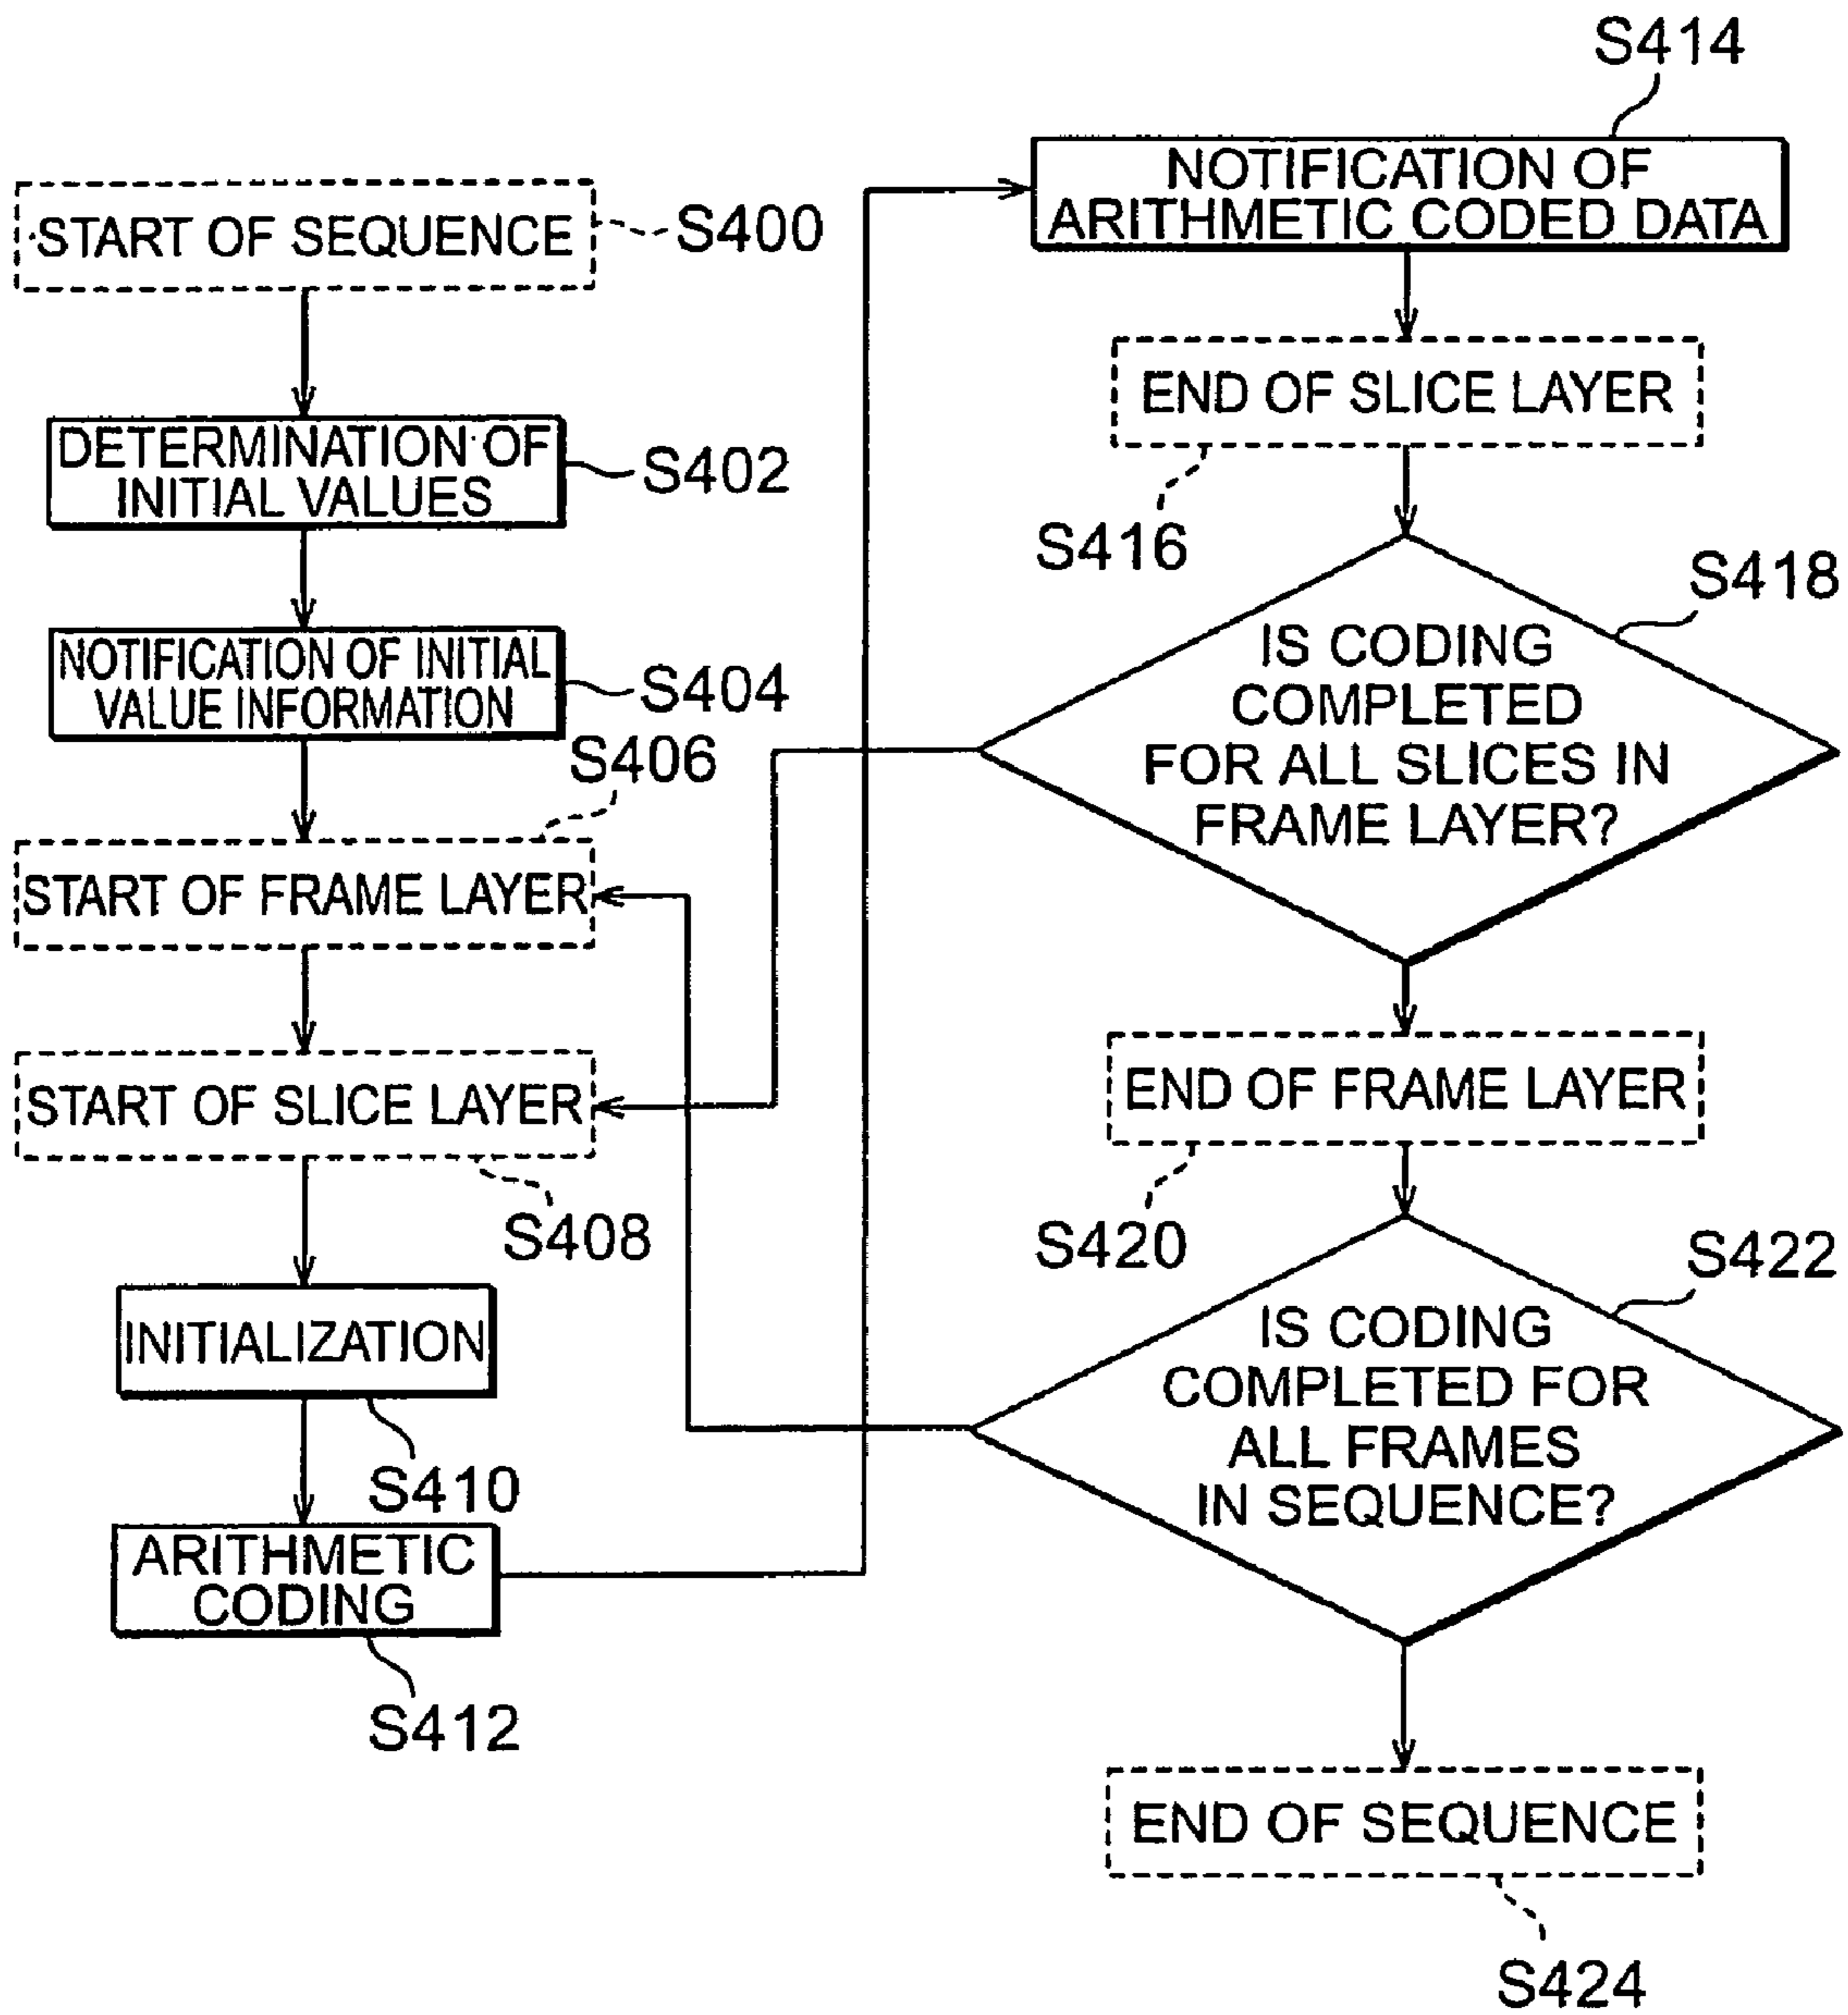 START OF SEQUENCE
S400
DETERMINATION OF
INITIAL VALUES
S402
NOTIFICATION OF INITIAL
VALUE INFORMATION
S404
S406
START OF FRAME LAYER
START OF SLICE LAYER
S408
INITIALIZATION
S410
ARITHMETIC
CODING
S412
S414
NOTIFICATION OF
ARITHMETIC CODED DATA
END OF SLICE LAYER
S416
S418
IS CODING
COMPLETED
FOR ALL SLICES IN
FRAME LAYER?
END OF FRAME LAYER
S420
S422
IS CODING
COMPLETED FOR
ALL FRAMES
IN SEQUENCE?
END OF SEQUENCE
S424